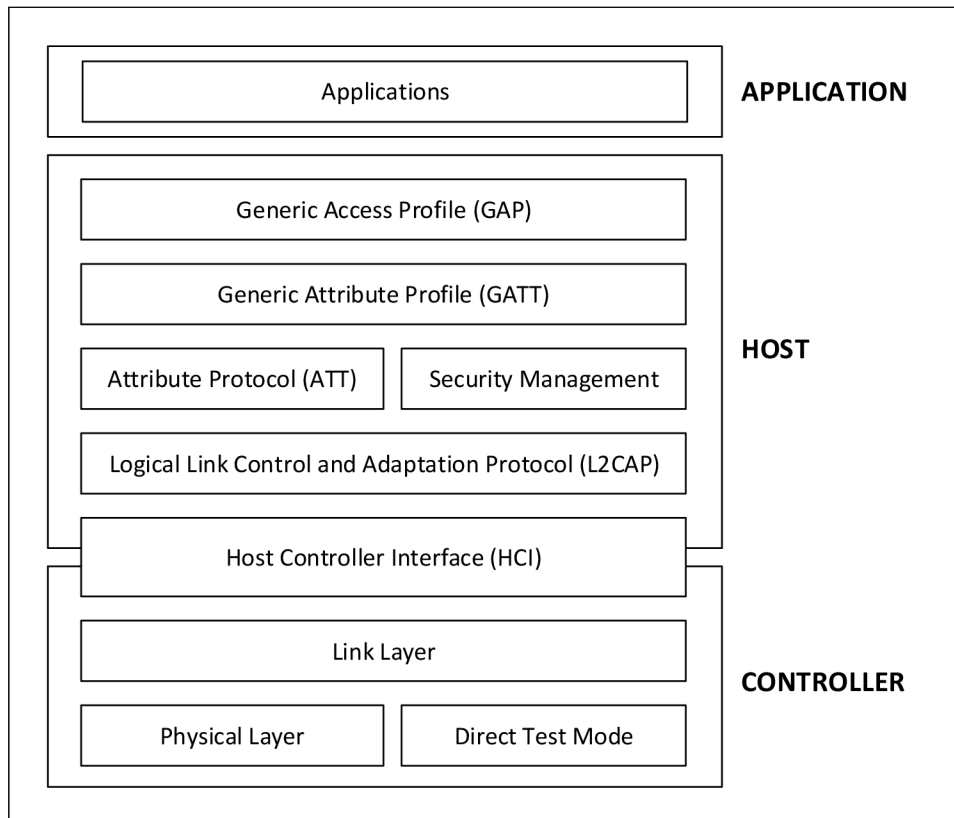 Applications
APPLICATION
Generic Access Profile (GAP)
Generic Attribute Profile (GATT)
HOST
Attribute Protocol (ATT)
Security Management
Logical Link Control and Adaptation Protocol (L2CAP)
Host Controller Interface (HCI)
Link Layer
CONTROLLER
Physical Layer
Direct Test Mode